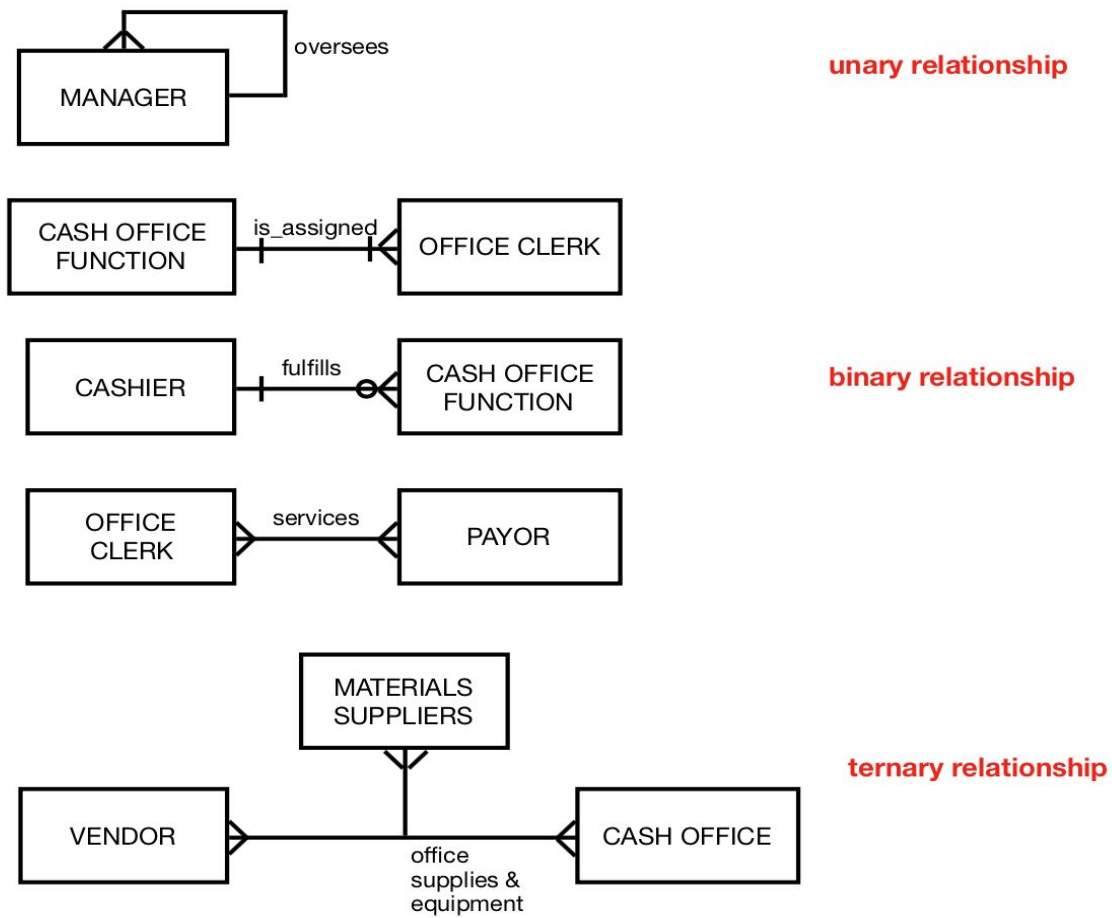 oversees
unary relationship
MANAGER
is_assigned
CASH OFFICE
FUNCTION
OFFICE CLERK
fulfills
CASHIER
CASH OFFICE
FUNCTION
binary relationship
services
OFFICE
CLERK
PAYOR
MATERIALS
SUPPLIERS
ternary relationship
VENDOR
CASH OFFICE
office
supplies &
equipment